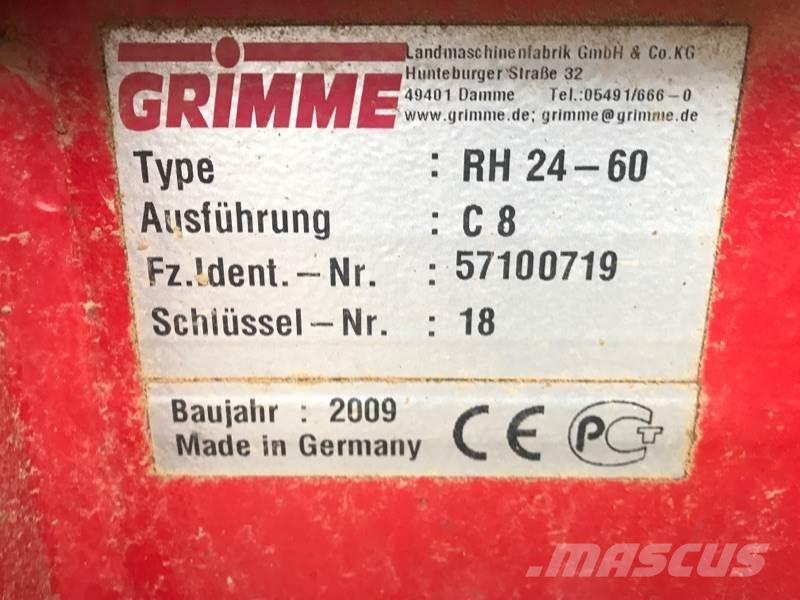 GRIMME
Landmaschinenfabrik GmbH & Co.KG
Hunteburger Straße 32
49401 Damme Tel.:05491/666-0
www.grimme.de; grimme@grimme.de
Type : RH 24-60
Ausführung : C 8
Fz.Ident.-Nr. : 57100719
Schlüssel-Nr. : 18
Baujahr : 2009
Made in Germany
CE PCT
mascus